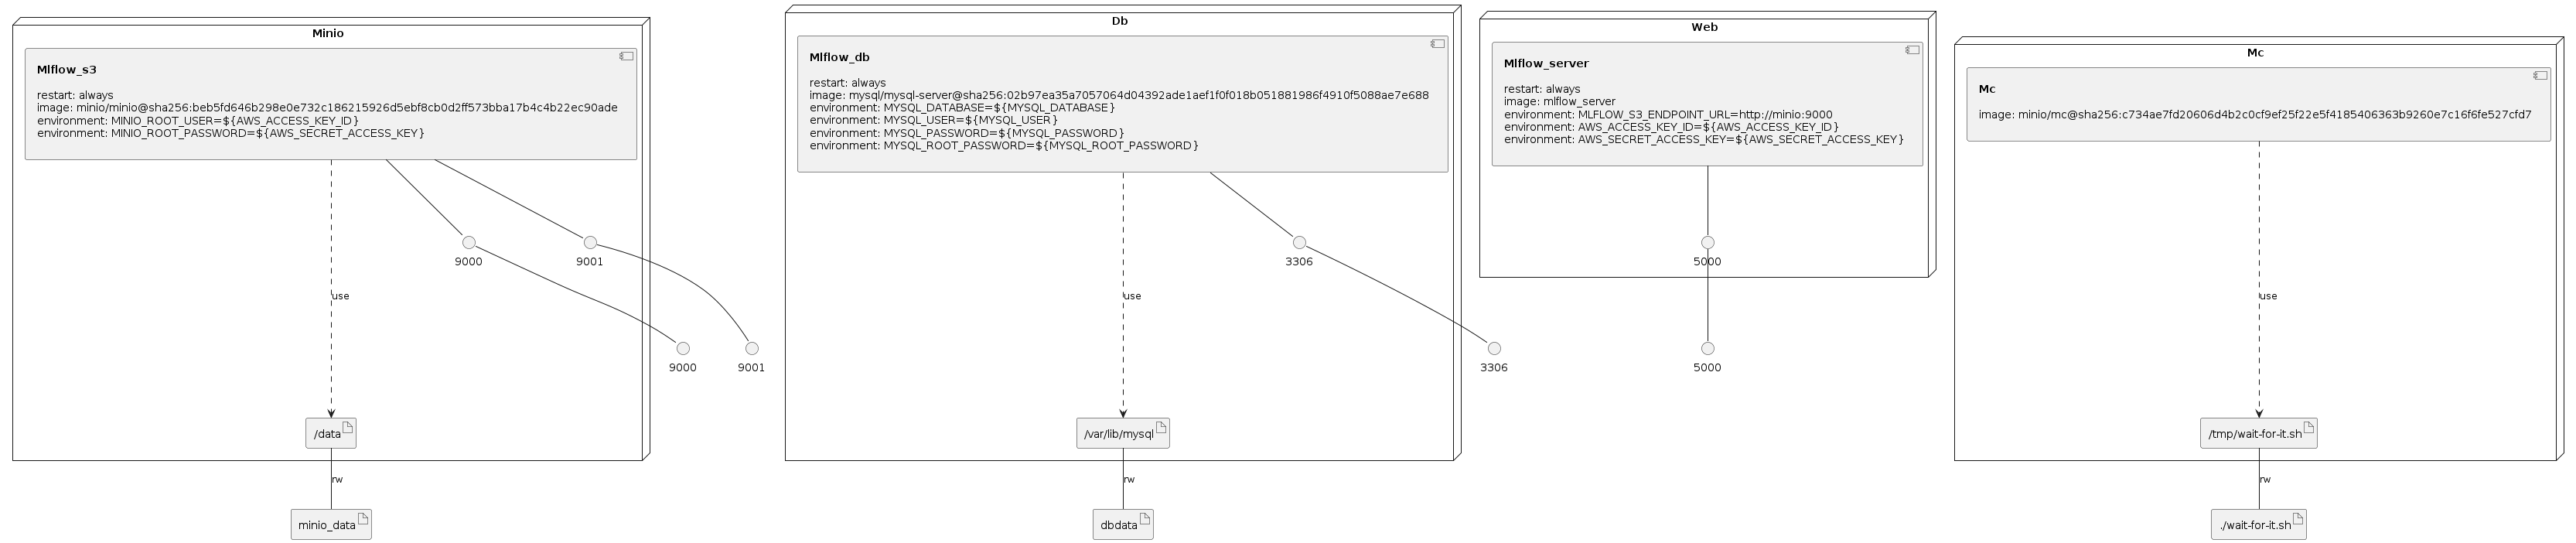 Minio
Mlflow_s3
restart: always
image: minio/minio@sha256:beb5fd646b298e0e732c186215926d5ebf8cb0d2ff573bba17b4c4b22ec90ade
environment: MINIO_ROOT_USER=${AWS_ACCESS_KEY_ID}
environment: MINIO_ROOT_PASSWORD=${AWS_SECRET_ACCESS_KEY}
9000
9001
use
9000
9001
/data
rw
minio_data
Db
Mlflow_db
restart: always
image: mysql/mysql-server@sha256:02b97ea35a7057064d04392ade1aef1f0f018b051881986f4910f5088ae7e688
environment: MYSQL_DATABASE=${MYSQL_DATABASE}
environment: MYSQL_USER=${MYSQL_USER}
environment: MYSQL_PASSWORD=${MYSQL_PASSWORD}
environment: MYSQL_ROOT_PASSWORD=${MYSQL_ROOT_PASSWORD}
3306
use
3306
/var/lib/mysql
rw
dbdata
Web
Mlflow_server
restart: always
image: mlflow_server
environment: MLFLOW_S3_ENDPOINT_URL=http://minio:9000
environment: AWS_ACCESS_KEY_ID=${AWS_ACCESS_KEY_ID}
environment: AWS_SECRET_ACCESS_KEY=${AWS_SECRET_ACCESS_KEY}
5000
5000
Mc
Mc
image: minio/mc@sha256:c734ae7fd20606d4b2c0cf9ef25f22e5f4185406363b9260e7c16f6fe527cfd7
use
/tmp/wait-for-it.sh
rw
./wait-for-it.sh